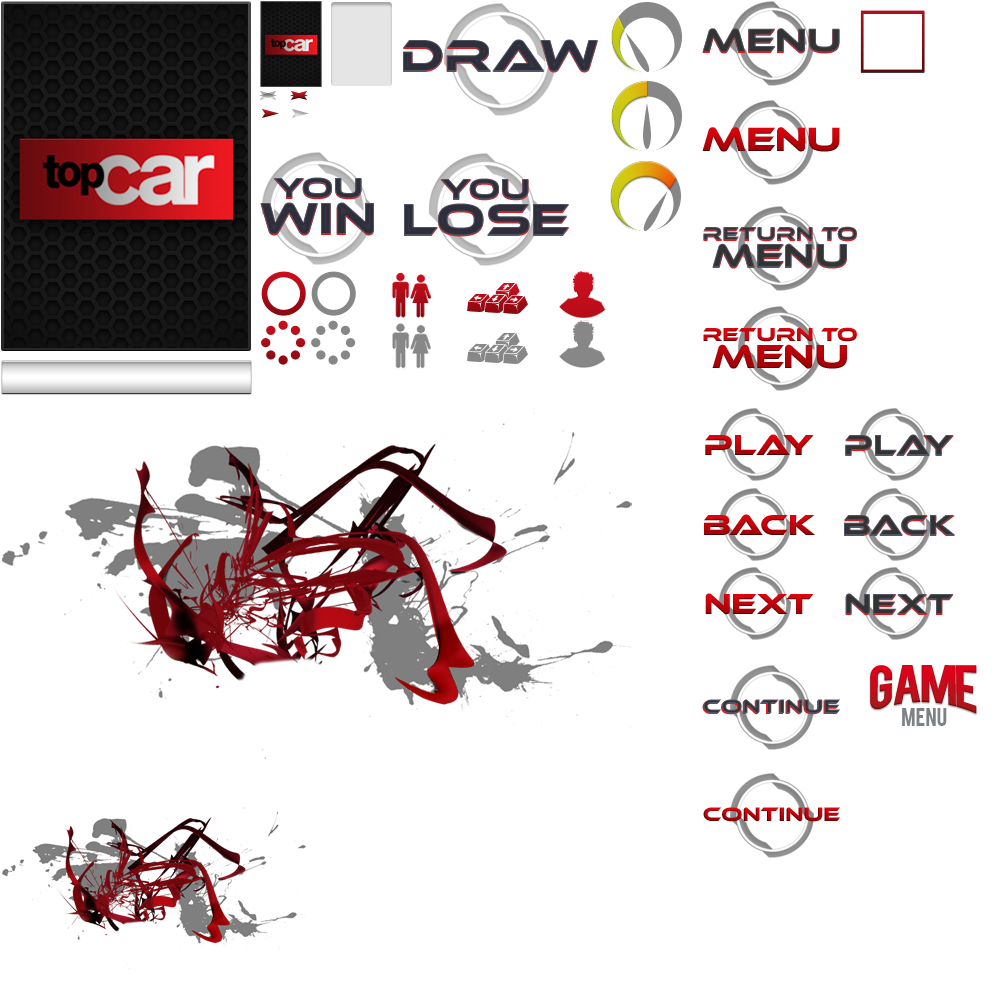 topcar
topcar
DRAW
MENU
MENU
YOU
WIN
YOU
LOSE
RETURN TO
MENU
RETURN TO
MENU
PLAY
PLAY
BACK
BACK
NEXT
NEXT
CONTINUE
GAME
MENU
CONTINUE